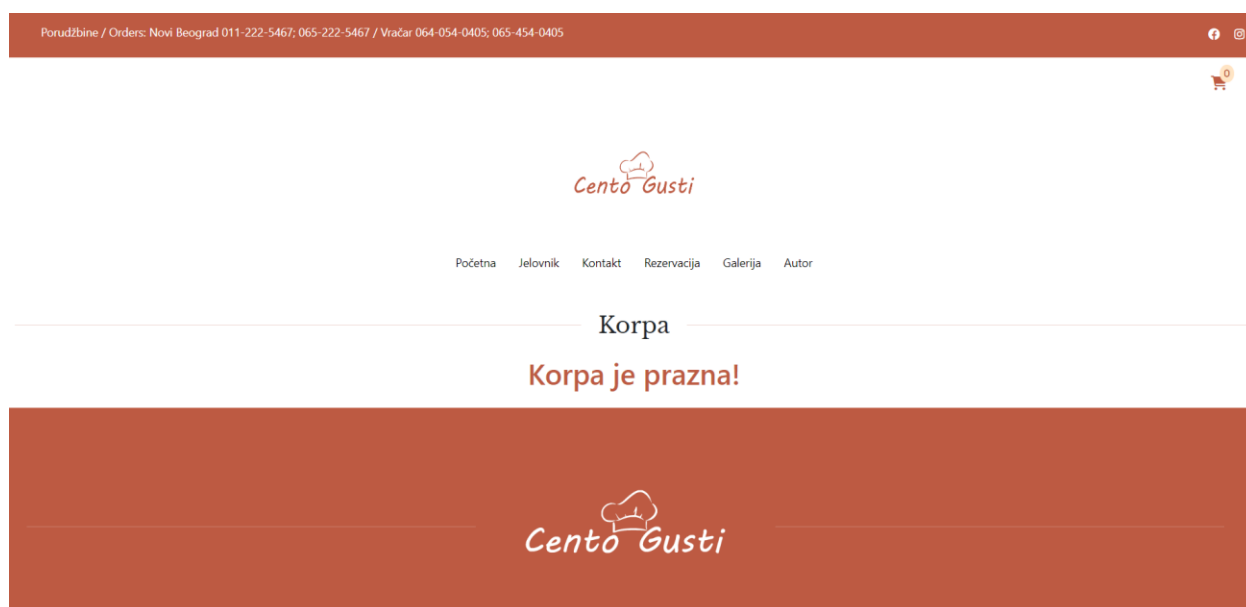 Porudžbine / Orders: Novi Beograd 011-222-5467; 065-222-5467 / Vračar 064-054-0405; 065-454-0405
0
Cento Gusti
Početna Jelovnik Kontakt Rezervacija Galerija Autor
Korpa
Korpa je prazna!
Cento Gusti